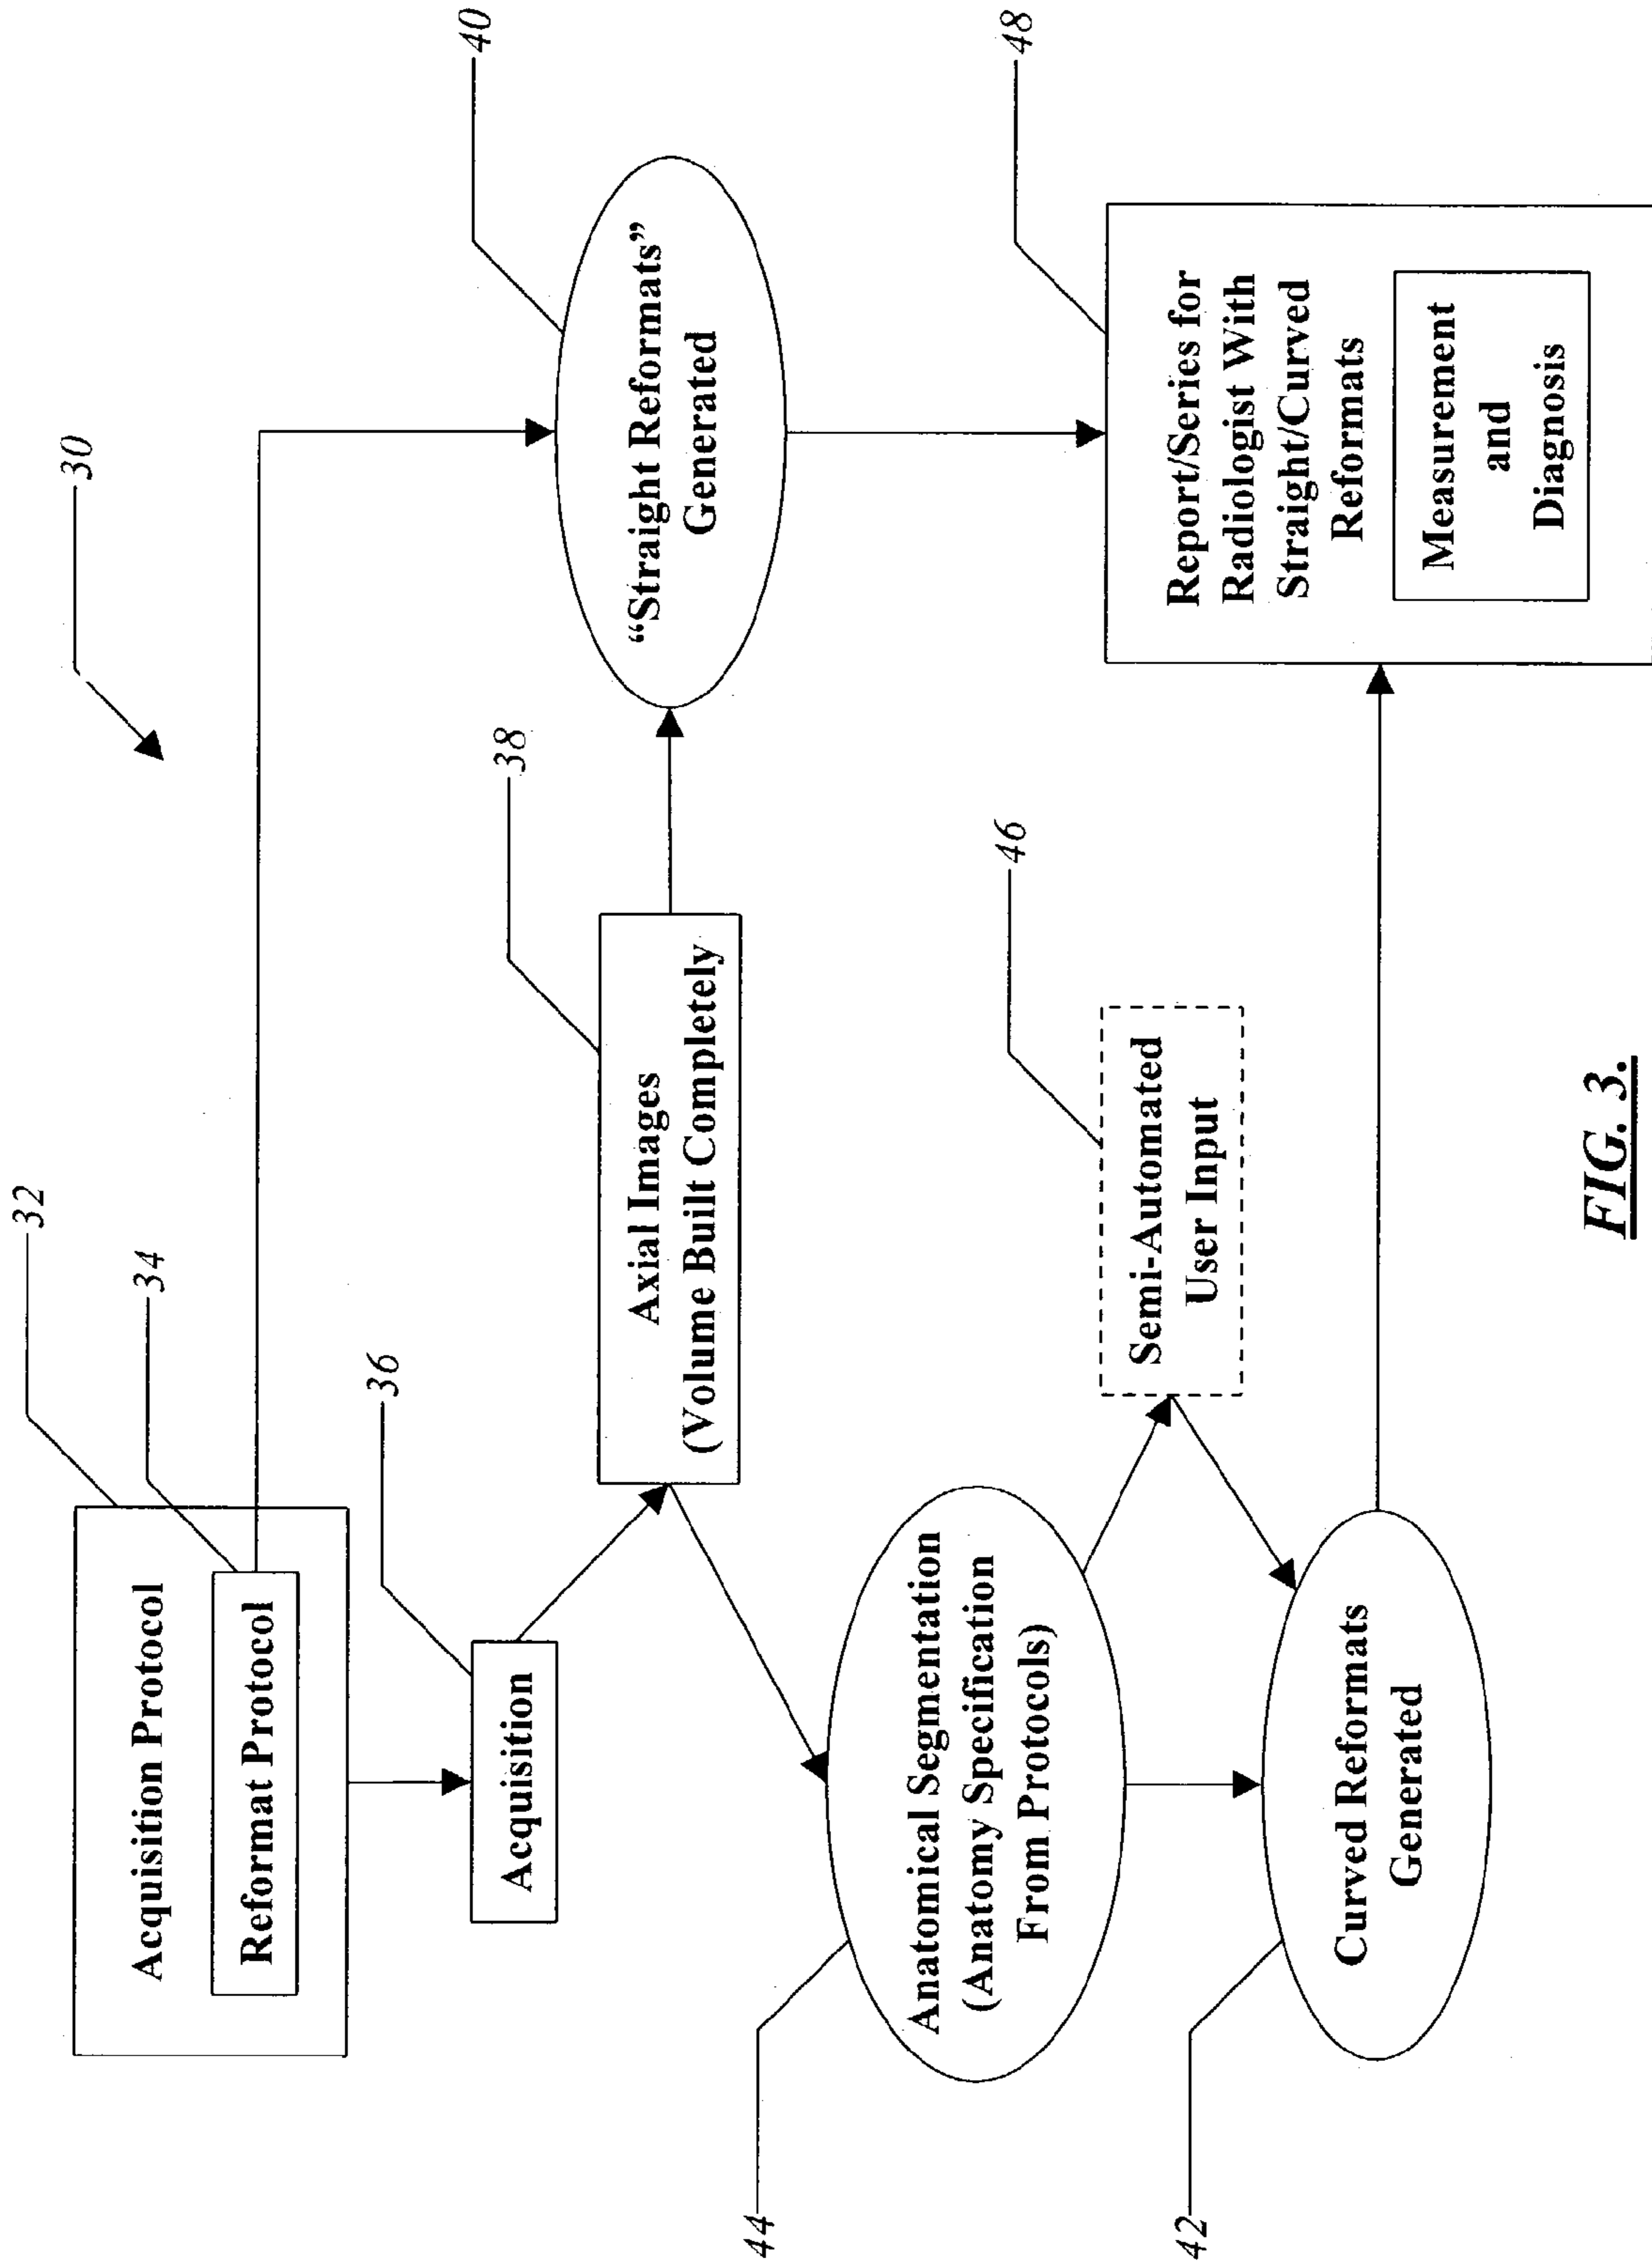 30
32
34
Acquisition Protocol
Reformat Protocol
36
Acquisition
40
38
Axial Images
(Volume Built Completely
“Straight Reformats”
Generated
44
Anatomical Segmentation
(Anatomy Specification
From Protocols)
46
Semi-Automated
User Input
48
Report/Series for
Radiologist With
Straight/Curved
Reformats
Measurement
and
Diagnosis
42
Curved Reformats
Generated
FIG. 3.